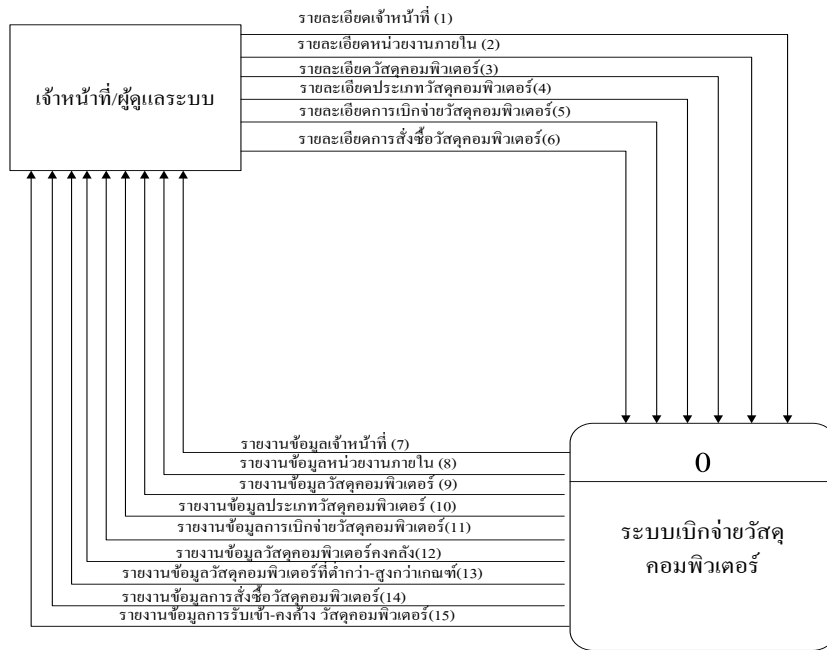 รายละเอียดเจ้าหน้าที่ (1)
รายละเอียดหน่วยงานภายใน (2)
รายละเอียดวัสดุคอมพิวเตอร์(3)
รายละเอียดประเภทวัสดุคอมพิวเตอร์(4)
รายละเอียดการเบิกจ่ายวัสดุคอมพิวเตอร์(5)
รายละเอียดการสั่งซื้อวัสดุคอมพิวเตอร์(6)
เจ้าหน้าที่/ผู้ดูแลระบบ
รายงานข้อมูลเจ้าหน้าที่ (7)
รายงานข้อมูลหน่วยงานภายใน (8)
รายงานข้อมูลวัสดุคอมพิวเตอร์ (9)
รายงานข้อมูลประเภทวัสดุคอมพิวเตอร์ (10)
รายงานข้อมูลการเบิกจ่ายวัสดุคอมพิวเตอร์(11)
รายงานข้อมูลวัสดุคอมพิวเตอร์คงคลัง(12)
รายงานข้อมูลวัสดุคอมพิวเตอร์ที่ต่ำกว่า-สูงกว่าเกณฑ์(13)
รายงานข้อมูลการสั่งซื้อวัสดุคอมพิวเตอร์(14)
รายงานข้อมูลการรับเข้า-คงค้าง วัสดุคอมพิวเตอร์(15)
0
ระบบเบิกจ่ายวัสดุ
คอมพิวเตอร์